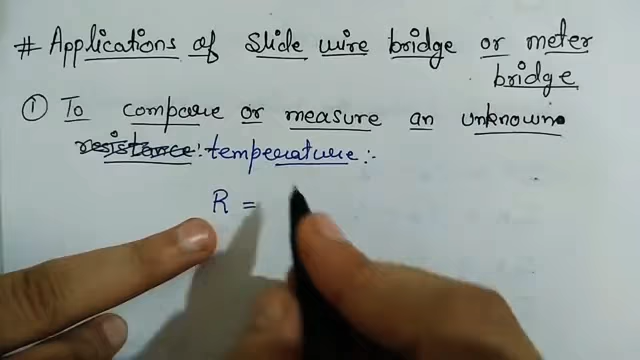 # Applications of slide wire bridge or meter
bridge
① To compare or measure an unknown
resistance: temperature:-
R =